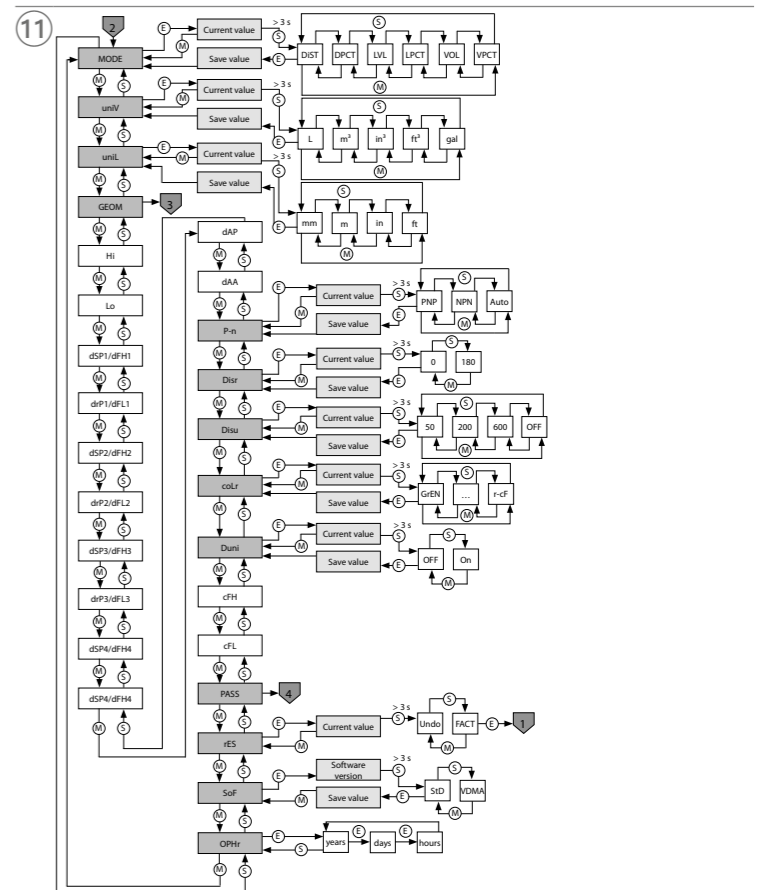 11
2
MODE
E
M
Current value
Save value
> 3 s
S
E
S
DiST
DPCT
LVL
LPCT
VOL
VPCT
M
M
S
uniV
E
M
Current value
Save value
> 3 s
S
E
S
L
m³
in³
ft³
gal
M
M
S
uniL
E
M
Current value
Save value
> 3 s
S
E
S
mm
m
in
ft
M
M
S
GEOM
3
M
S
Hi
M
S
Lo
M
S
dSP1/dFH1
M
S
drP1/dFL1
M
S
dSP2/dFH2
M
S
drP2/dFL2
M
S
dSP3/dFH3
M
S
drP3/dFL3
M
S
dSP4/dFH4
M
S
dSP4/dFH4
M
S
dAP
M
S
dAA
M
S
P-n
E
M
Current value
Save value
> 3 s
S
E
S
PNP
NPN
Auto
M
M
S
Disr
E
M
Current value
Save value
> 3 s
S
E
S
0
180
M
M
S
Disu
E
M
Current value
Save value
> 3 s
S
E
S
50
200
600
OFF
M
M
S
coLr
E
M
Current value
Save value
> 3 s
S
E
S
GrEN
...
r-cF
M
M
S
Duni
E
M
Current value
Save value
> 3 s
S
E
S
OFF
On
M
M
S
cFH
M
S
cFL
M
S
PASS
4
M
S
rES
E
M
Current value
> 3 s
S
S
Undo
FACT
M
E
1
M
S
SoF
E
M
Software
version
Save value
> 3 s
S
E
S
StD
VDMA
M
M
S
OPHr
E
S
years
E
days
E
hours
M
S